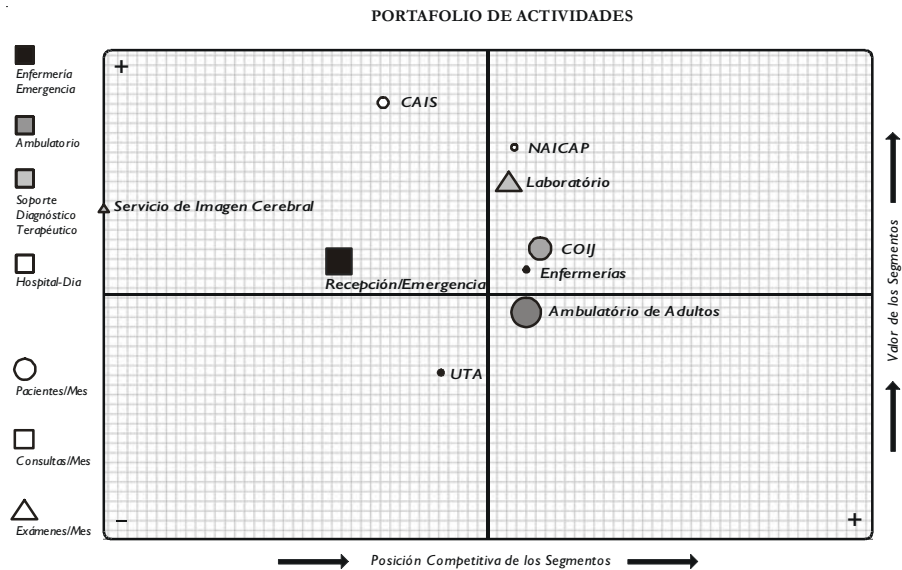 PORTAFOLIO DE ACTIVIDADES
Enfermería
Emergencia
Ambulatorio
Soporte
Diagnóstico
Terapéutico
Hospital-Dia
Pacientes/Mes
Consultas/Mes
Exámenes/Mes
+
CAIS
NAICAP
Laboratório
Servicio de Imagen Cerebral
COIJ
Enfermerías
Recepción/Emergencia
Ambulatório de Adultos
UTA
–
+
Valor de los Segmentos
Posición Competitiva de los Segmentos